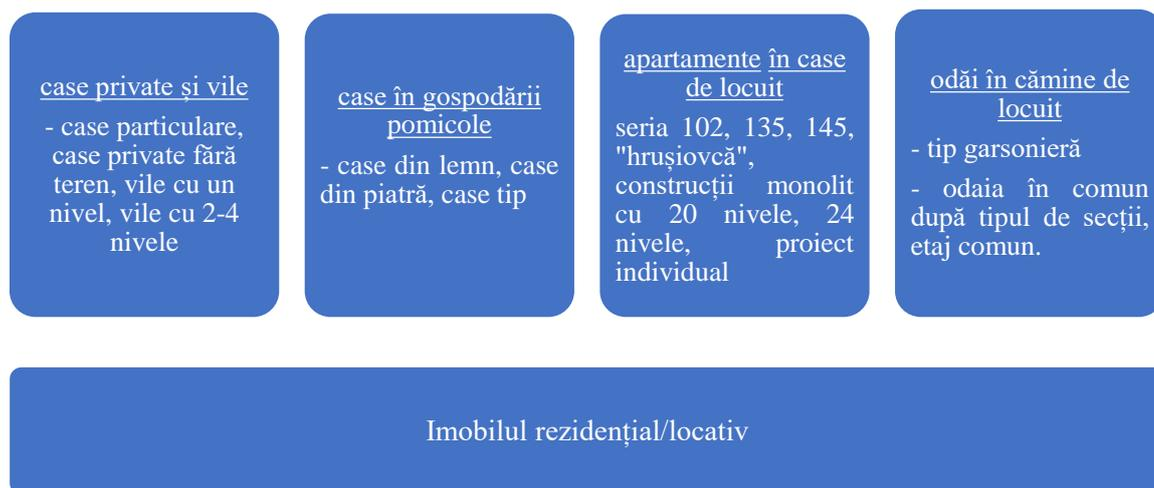 case private și vile
- case particulare,
case private fără
teren, vile cu un
nivel, vile cu 2-4
nivele
case în gospodării
pomicole
- case din lemn, case
din piatră, case tip
apartamente în case
de locuit
seria 102, 135, 145,
"hrușiovcă",
construcții monolit
cu 20 nivele, 24
nivele, proiect
individual
odăi în cămine de
locuit
- tip garsonieră
- odaia în comun
după tipul de secții,
etaj comun.
Imobilul rezidențial/locativ